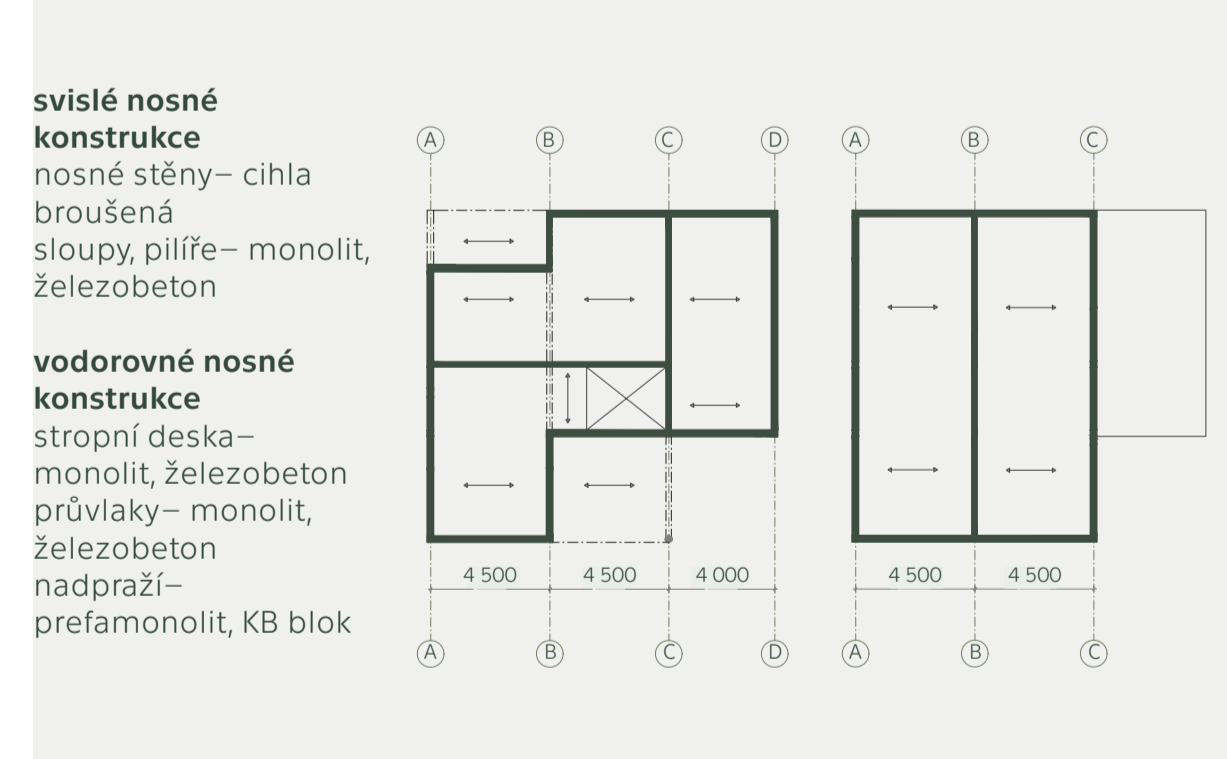 svislé nosné
konstrukce
nosné stěny– cihla
broušená
sloupy, pilíře– monolit,
železobeton
vodorovné nosné
konstrukce
stropní deska–
monolit, železobeton
průvlaky– monolit,
železobeton
nadpraží–
prefamonolit, KB blok
A B C D
4 500 4 500 4 000
A B C D
A B C
4 500 4 500
A B C